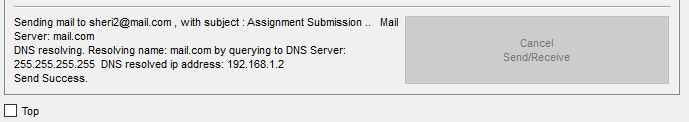 Sending mail to sheri2@mail.com , with subject : Assignment Submission ..   Mail
Server: mail.com
DNS resolving. Resolving name: mail.com by querying to DNS Server:
255.255.255.255  DNS resolved ip address: 192.168.1.2
Send Success.
Cancel
Send/Receive
Top